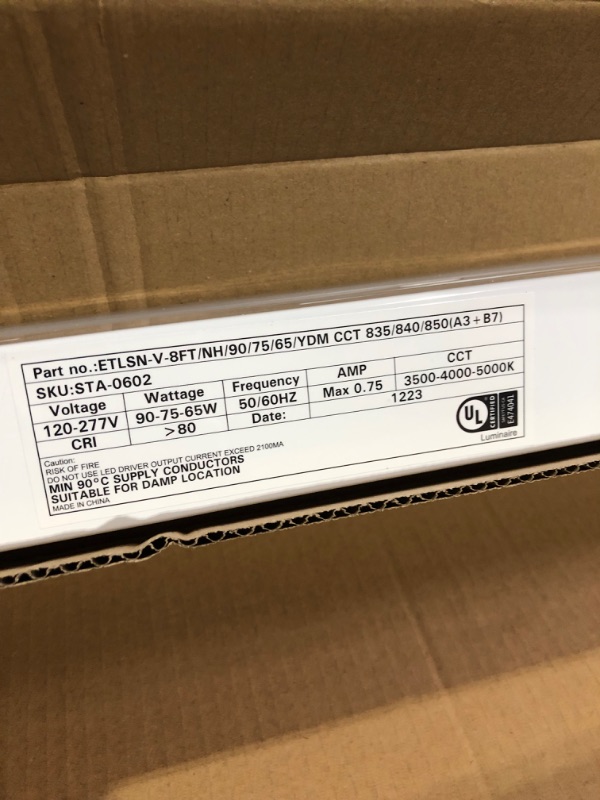 Part no.:ETLSN-V-8FT/NH/90/75/65/YDM CCT 835/840/850(A3+B7)
SKU:STA-0602
Voltage Wattage Frequency AMP CCT
120-277V 90-75-65W 50/60HZ Max 0.75 3500-4000-5000K
CRI >80 Date: 1223
Caution:
RISK OF FIRE
DO NOT USE LED DRIVER OUTPUT CURRENT EXCEED 2100MA
MIN 90°C SUPPLY CONDUCTORS
SUITABLE FOR DAMP LOCATION
MADE IN CHINA
UL CERTIFIED
E474041
Luminaire